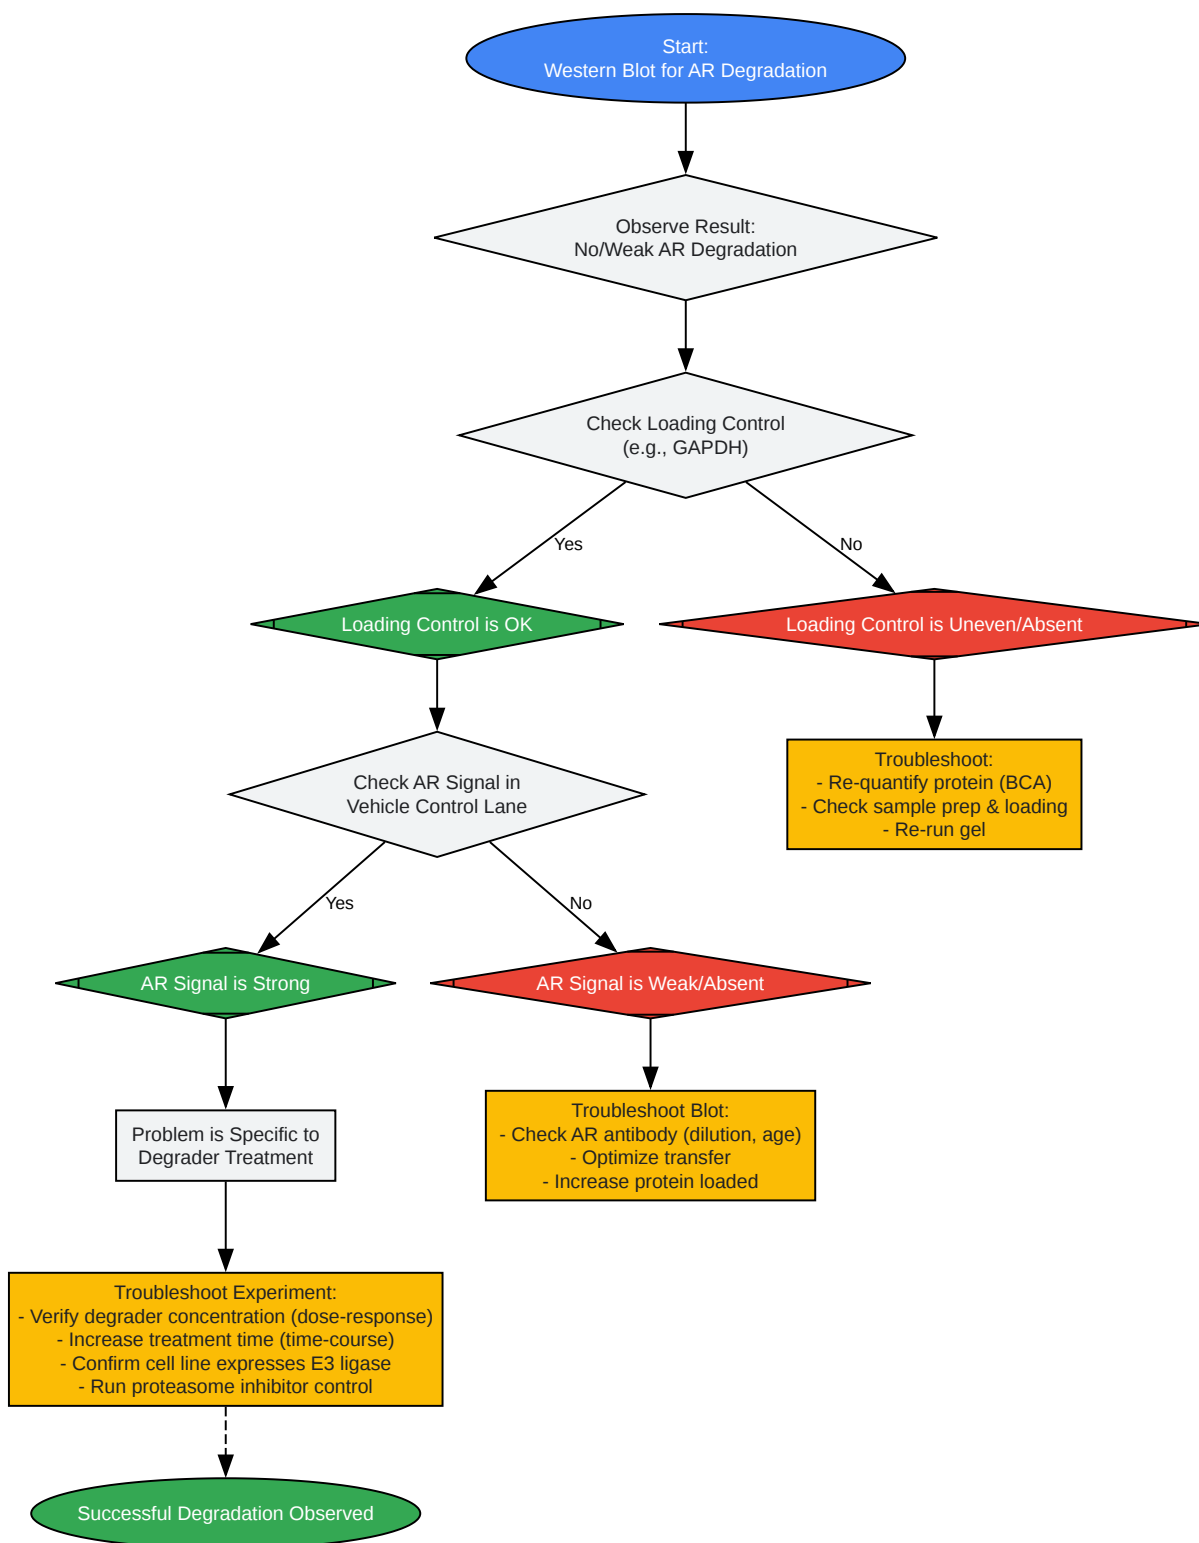 Start:
Western Blot for AR Degradation
Observe Result:
No/Weak AR Degradation
Check Loading Control
(e.g., GAPDH)
Yes
No
Loading Control is OK
Loading Control is Uneven/Absent
Check AR Signal in
Vehicle Control Lane
Troubleshoot:
- Re-quantify protein (BCA)
- Check sample prep & loading
- Re-run gel
Yes
No
AR Signal is Strong
AR Signal is Weak/Absent
Problem is Specific to
Degrader Treatment
Troubleshoot Blot:
- Check AR antibody (dilution, age)
- Optimize transfer
- Increase protein loaded
Troubleshoot Experiment:
- Verify degrader concentration (dose-response)
- Increase treatment time (time-course)
- Confirm cell line expresses E3 ligase
- Run proteasome inhibitor control
Successful Degradation Observed